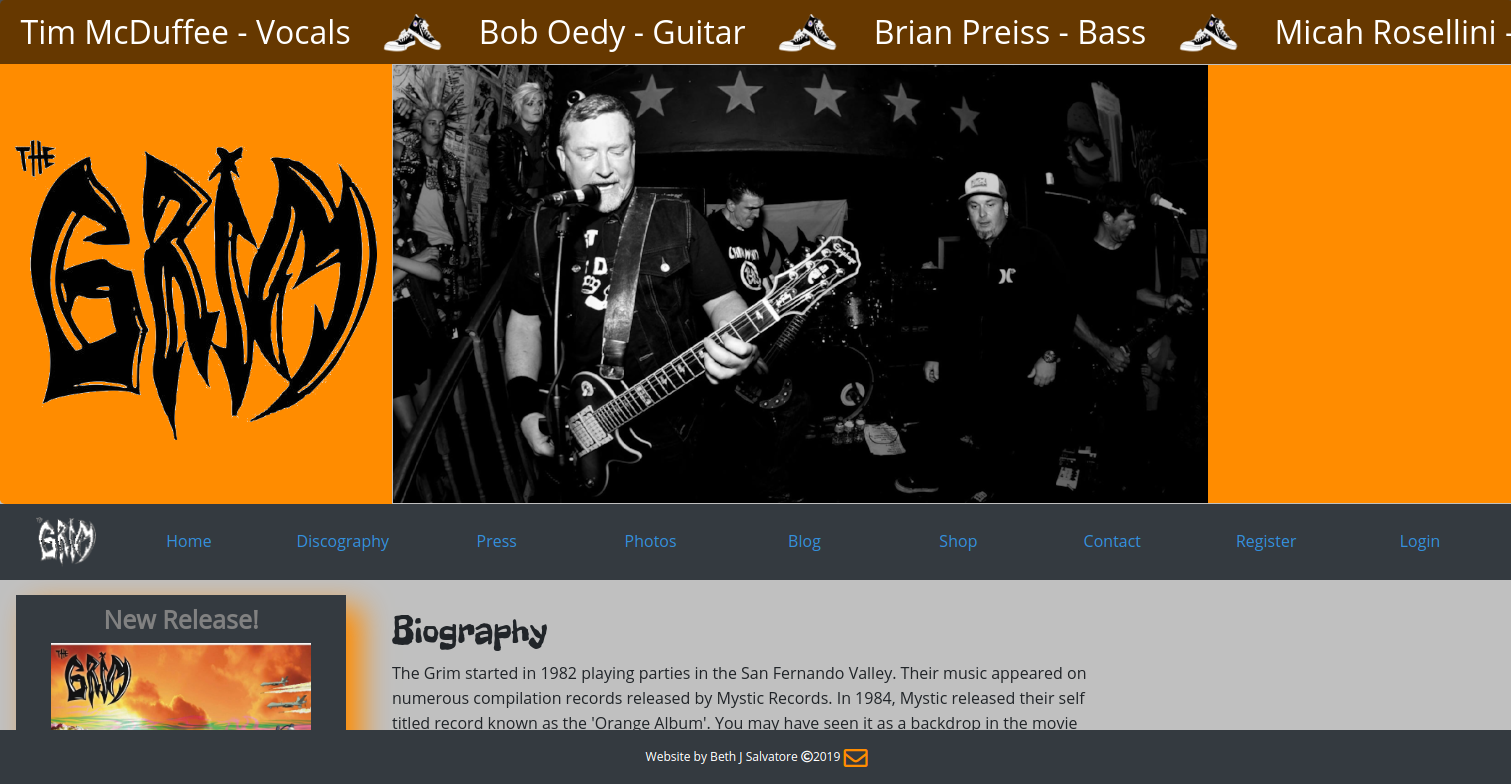 Tim McDuffee - Vocals Bob Oedy - Guitar Brian Preiss - Bass Micah Rosellini -
THE
GRIM
GRIM Home Discography Press Photos Blog Shop Contact Register Login
New Release!
THE
GRIM
Biography
The Grim started in 1982 playing parties in the San Fernando Valley. Their music appeared on
numerous compilation records released by Mystic Records. In 1984, Mystic released their self
titled record known as the 'Orange Album'. You may have seen it as a backdrop in the movie
Website by Beth J Salvatore ©2019